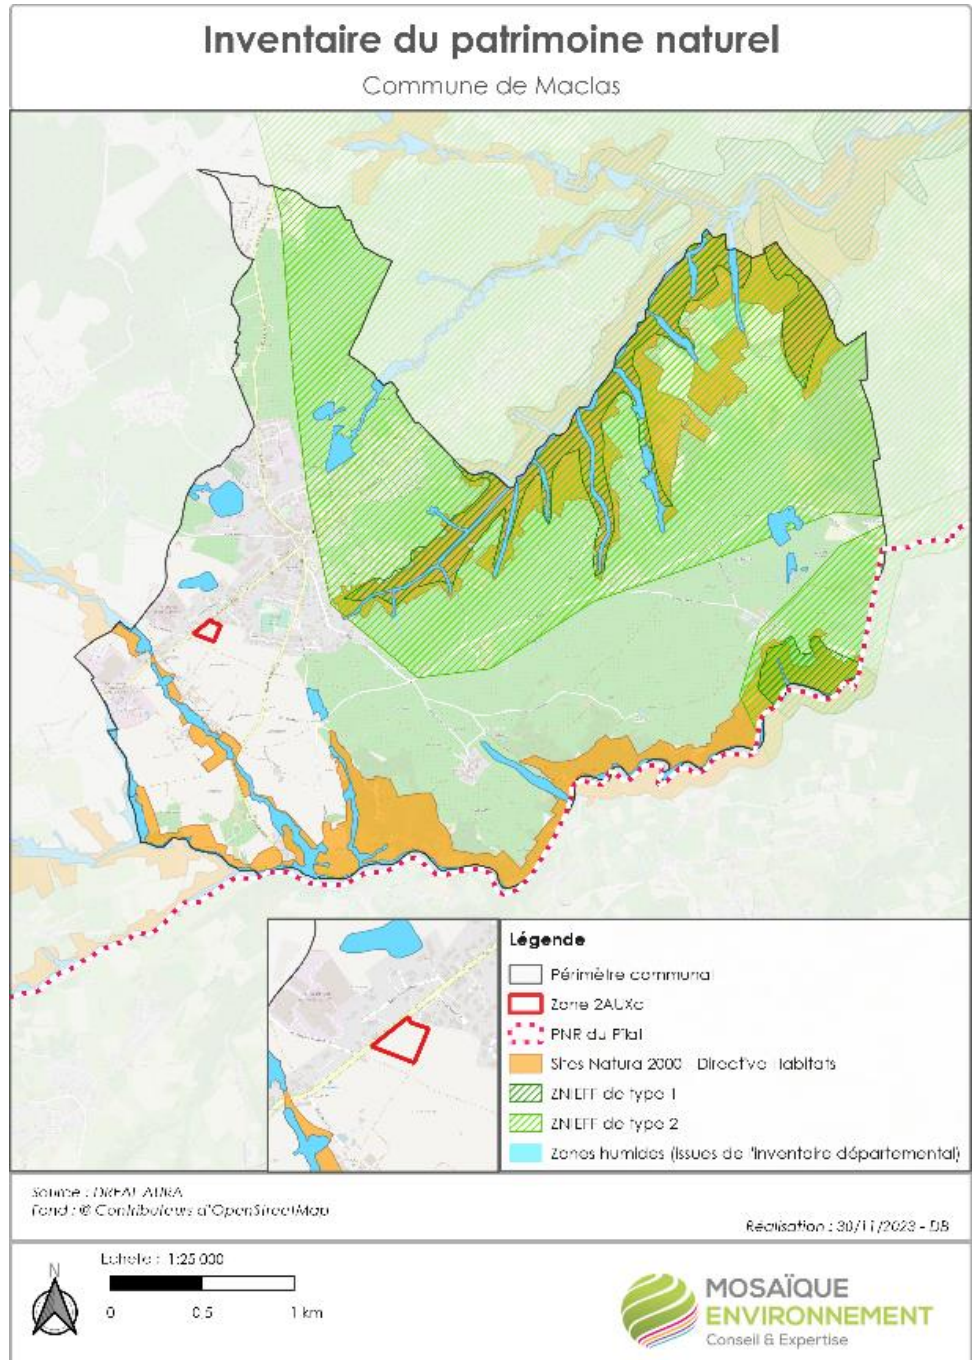 Inventaire du patrimoine naturel
Commune de Maclas
Légende
Périmètre communal
Zone 2AUXa
PNR du Pilat
Sites Natura 2000 Directive Habitats
ZNIEFF de type 1
ZNIEFF de type 2
Zones humides (Issues de l'inventaire départemental)
Source : DREAL AURA
Fond : © Contributeurs d'OpenStreetMap
Réalisation : 30/11/2023 - DB
N
Echelle : 1:25 000
0 0,5 1 km
MOSAÏQUE
ENVIRONNEMENT
Conseil & Expertise